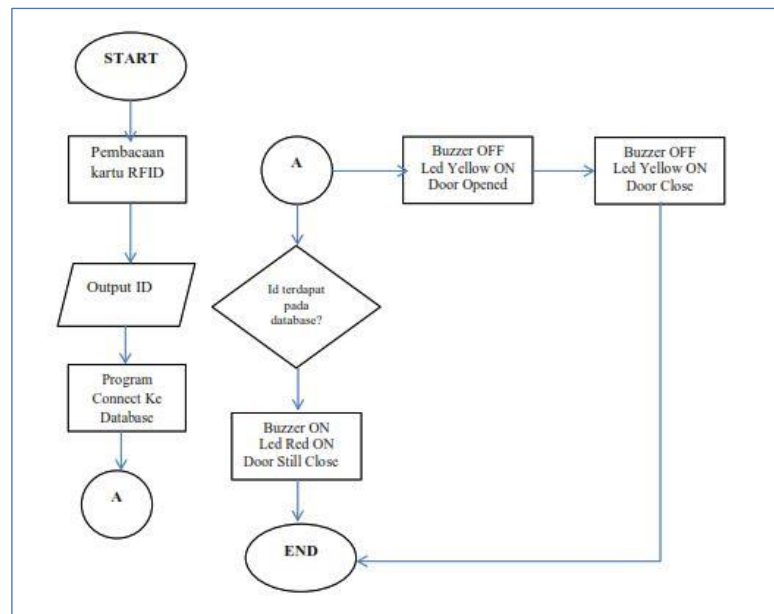 START
Pembacaan
kartu RFID
Output ID
Program
Connect Ke
Database
A
A
Buzzer OFF
Led Yellow ON
Door Opened
Buzzer OFF
Led Yellow ON
Door Close
Id terdapat
pada
database?
Buzzer ON
Led Red ON
Door Still Close
END